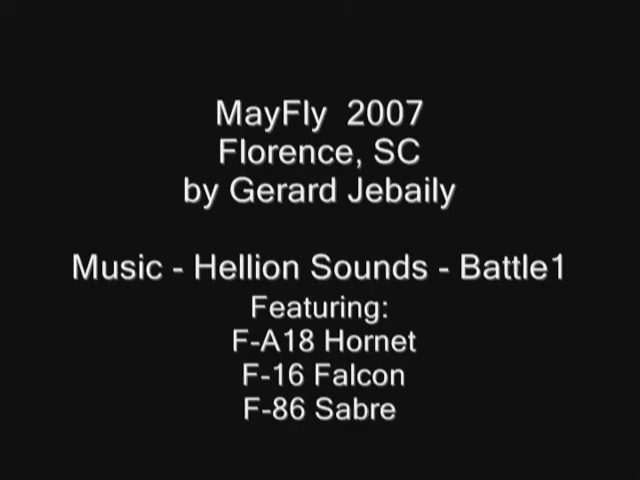 MayFly 2007
Florence, SC
by Gerard Jebaily
Music - Hellion Sounds - Battle1
Featuring:
F-A18 Hornet
F-16 Falcon
F-86 Sabre